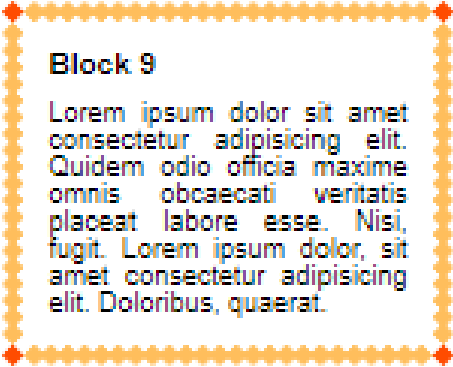 Block 9
Lorem ipsum dolor sit amet
consectetur adipisicing elit.
Quidem odio officia maxime
omnis obcaecati veritatis
placeat labore esse. Nisi,
fugit. Lorem ipsum dolor, sit
amet consectetur adipisicing
elit. Doloribus, quaerat.